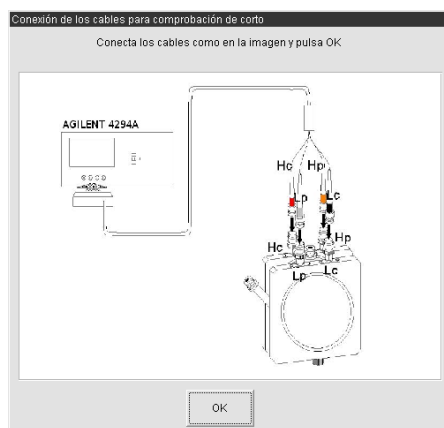 Conexión de los cables para comprobación de corto
Conecta los cables como en la imagen y pulsa OK
AGILENT 4294A
Hc Hp
Lp Lc
Hc Hp
Lp Lc
OK